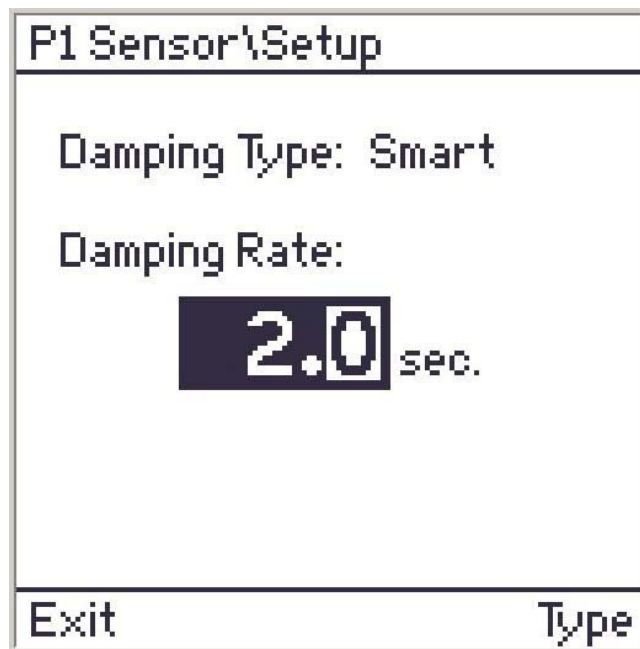 P1 Sensor\Setup
Damping Type: Smart
Damping Rate:
2.0 sec.
Exit Type